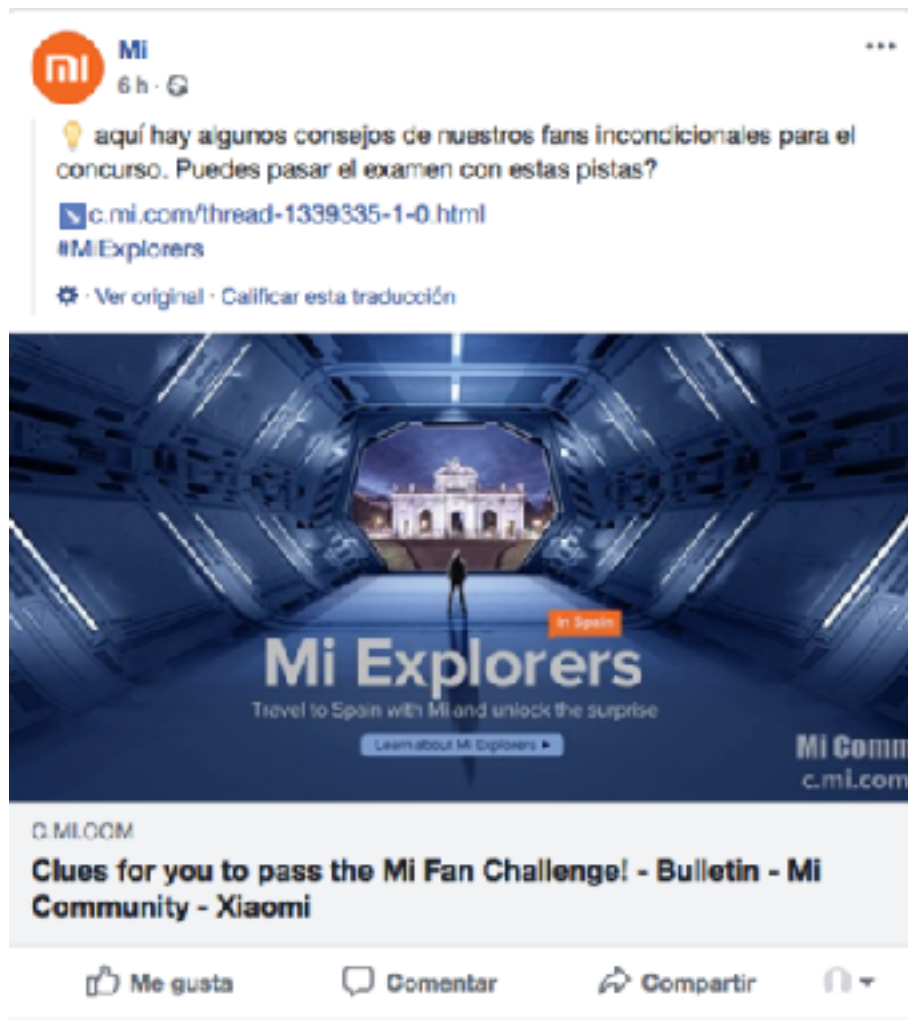 Mi
6 h ·
aquí hay algunos consejos de nuestros fans incondicionales para el
concurso. Puedes pasar el examen con estas pistas?
c.mi.com/thread-1339335-1-0.html
#MiExplorers
· Ver original · Calificar esta traducción
In Spain
Mi Explorers
Travel to Spain with Mi and unlock the surprise
Learn about Mi Explorers
Mi Comm
c.mi.com
C.MI.COM
Clues for you to pass the Mi Fan Challenge! - Bulletin - Mi
Community - Xiaomi
Me gusta
Comentar
Compartir